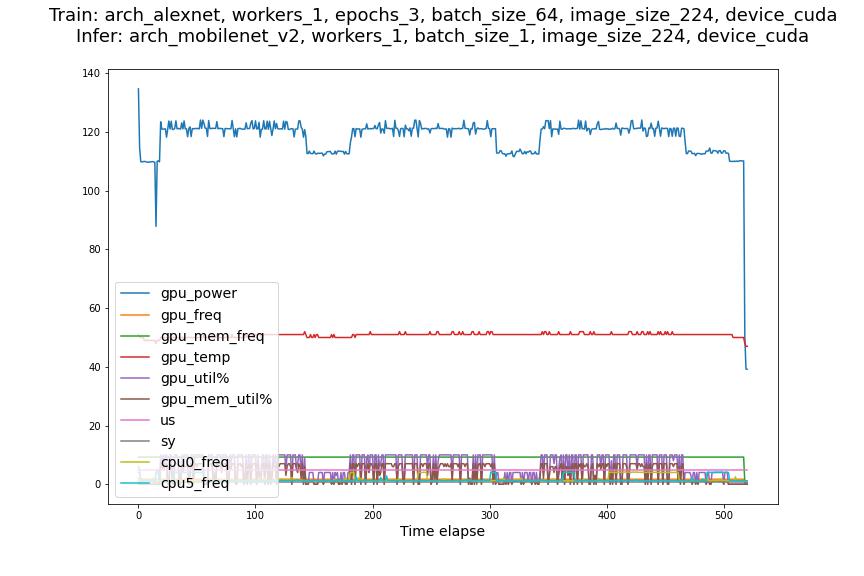 Train: arch_alexnet, workers_1, epochs_3, batch_size_64, image_size_224, device_cuda
Infer: arch_mobilenet_v2, workers_1, batch_size_1, image_size_224, device_cuda
140
120
100
80
60
40
20
0
gpu_power
gpu_freq
gpu_mem_freq
gpu_temp
gpu_util%
gpu_mem_util%
us
sy
cpu0_freq
cpu5_freq
0 100 200 300 400 500
Time elapse